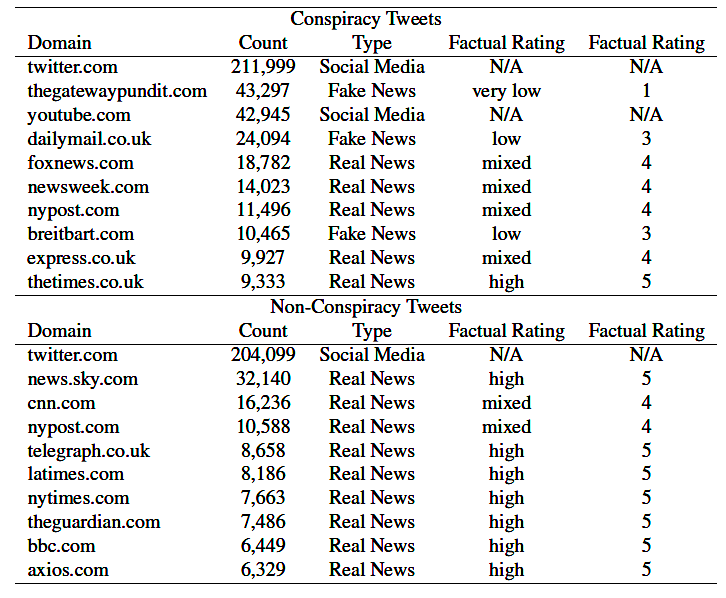 Conspiracy Tweets
Domain Count Type Factual Rating Factual Rating
twitter.com 211,999 Social Media N/A N/A
thegatewaypundit.com 43,297 Fake News very low 1
youtube.com 42,945 Social Media N/A N/A
dailymail.co.uk 24,094 Fake News low 3
foxnews.com 18,782 Real News mixed 4
newsweek.com 14,023 Real News mixed 4
nypost.com 11,496 Real News mixed 4
breitbart.com 10,465 Fake News low 3
express.co.uk 9,927 Real News mixed 4
thetimes.co.uk 9,333 Real News high 5
Non-Conspiracy Tweets
Domain Count Type Factual Rating Factual Rating
twitter.com 204,099 Social Media N/A N/A
news.sky.com 32,140 Real News high 5
cnn.com 16,236 Real News mixed 4
nypost.com 10,588 Real News mixed 4
telegraph.co.uk 8,658 Real News high 5
latimes.com 8,186 Real News high 5
nytimes.com 7,663 Real News high 5
theguardian.com 7,486 Real News high 5
bbc.com 6,449 Real News high 5
axios.com 6,329 Real News high 5